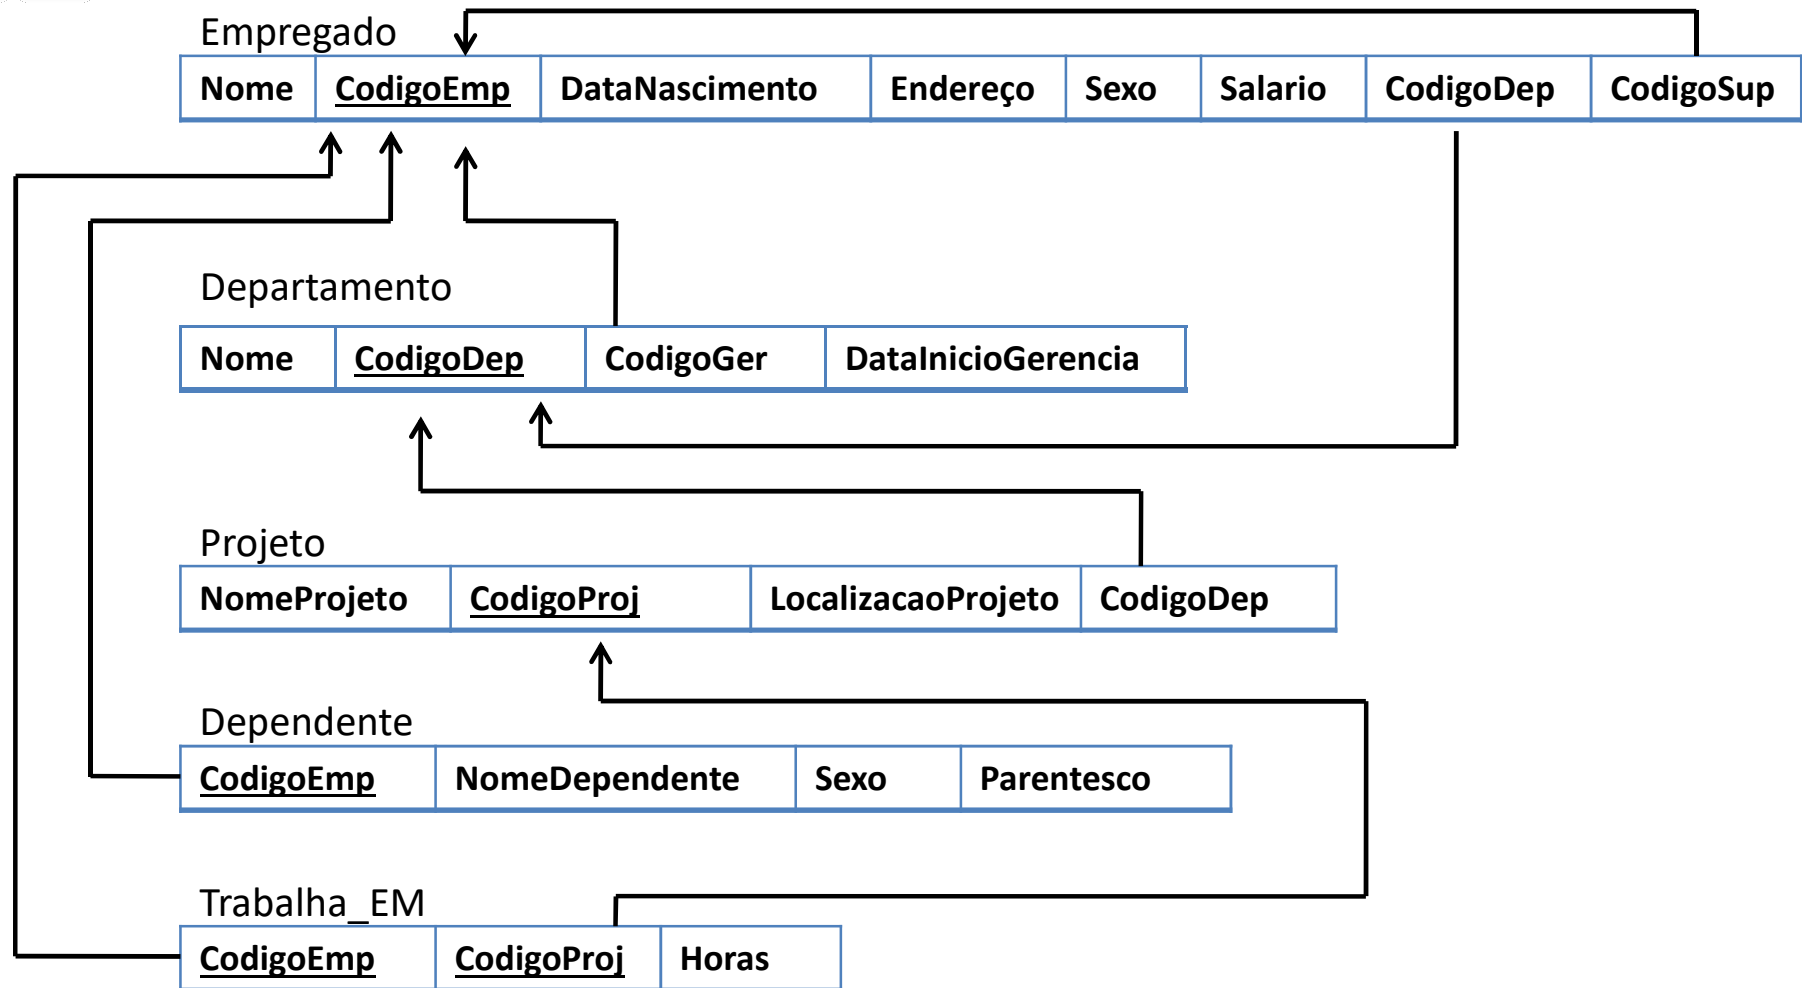 Empregado
Nome CodigoEmp DataNascimento Endereço Sexo Salario CodigoDep CodigoSup
Departamento
Nome CodigoDep CodigoGer DataInicioGerencia
Projeto
NomeProjeto CodigoProj LocalizacaoProjeto CodigoDep
Dependente
CodigoEmp NomeDependente Sexo Parentesco
Trabalha_EM
CodigoEmp CodigoProj Horas